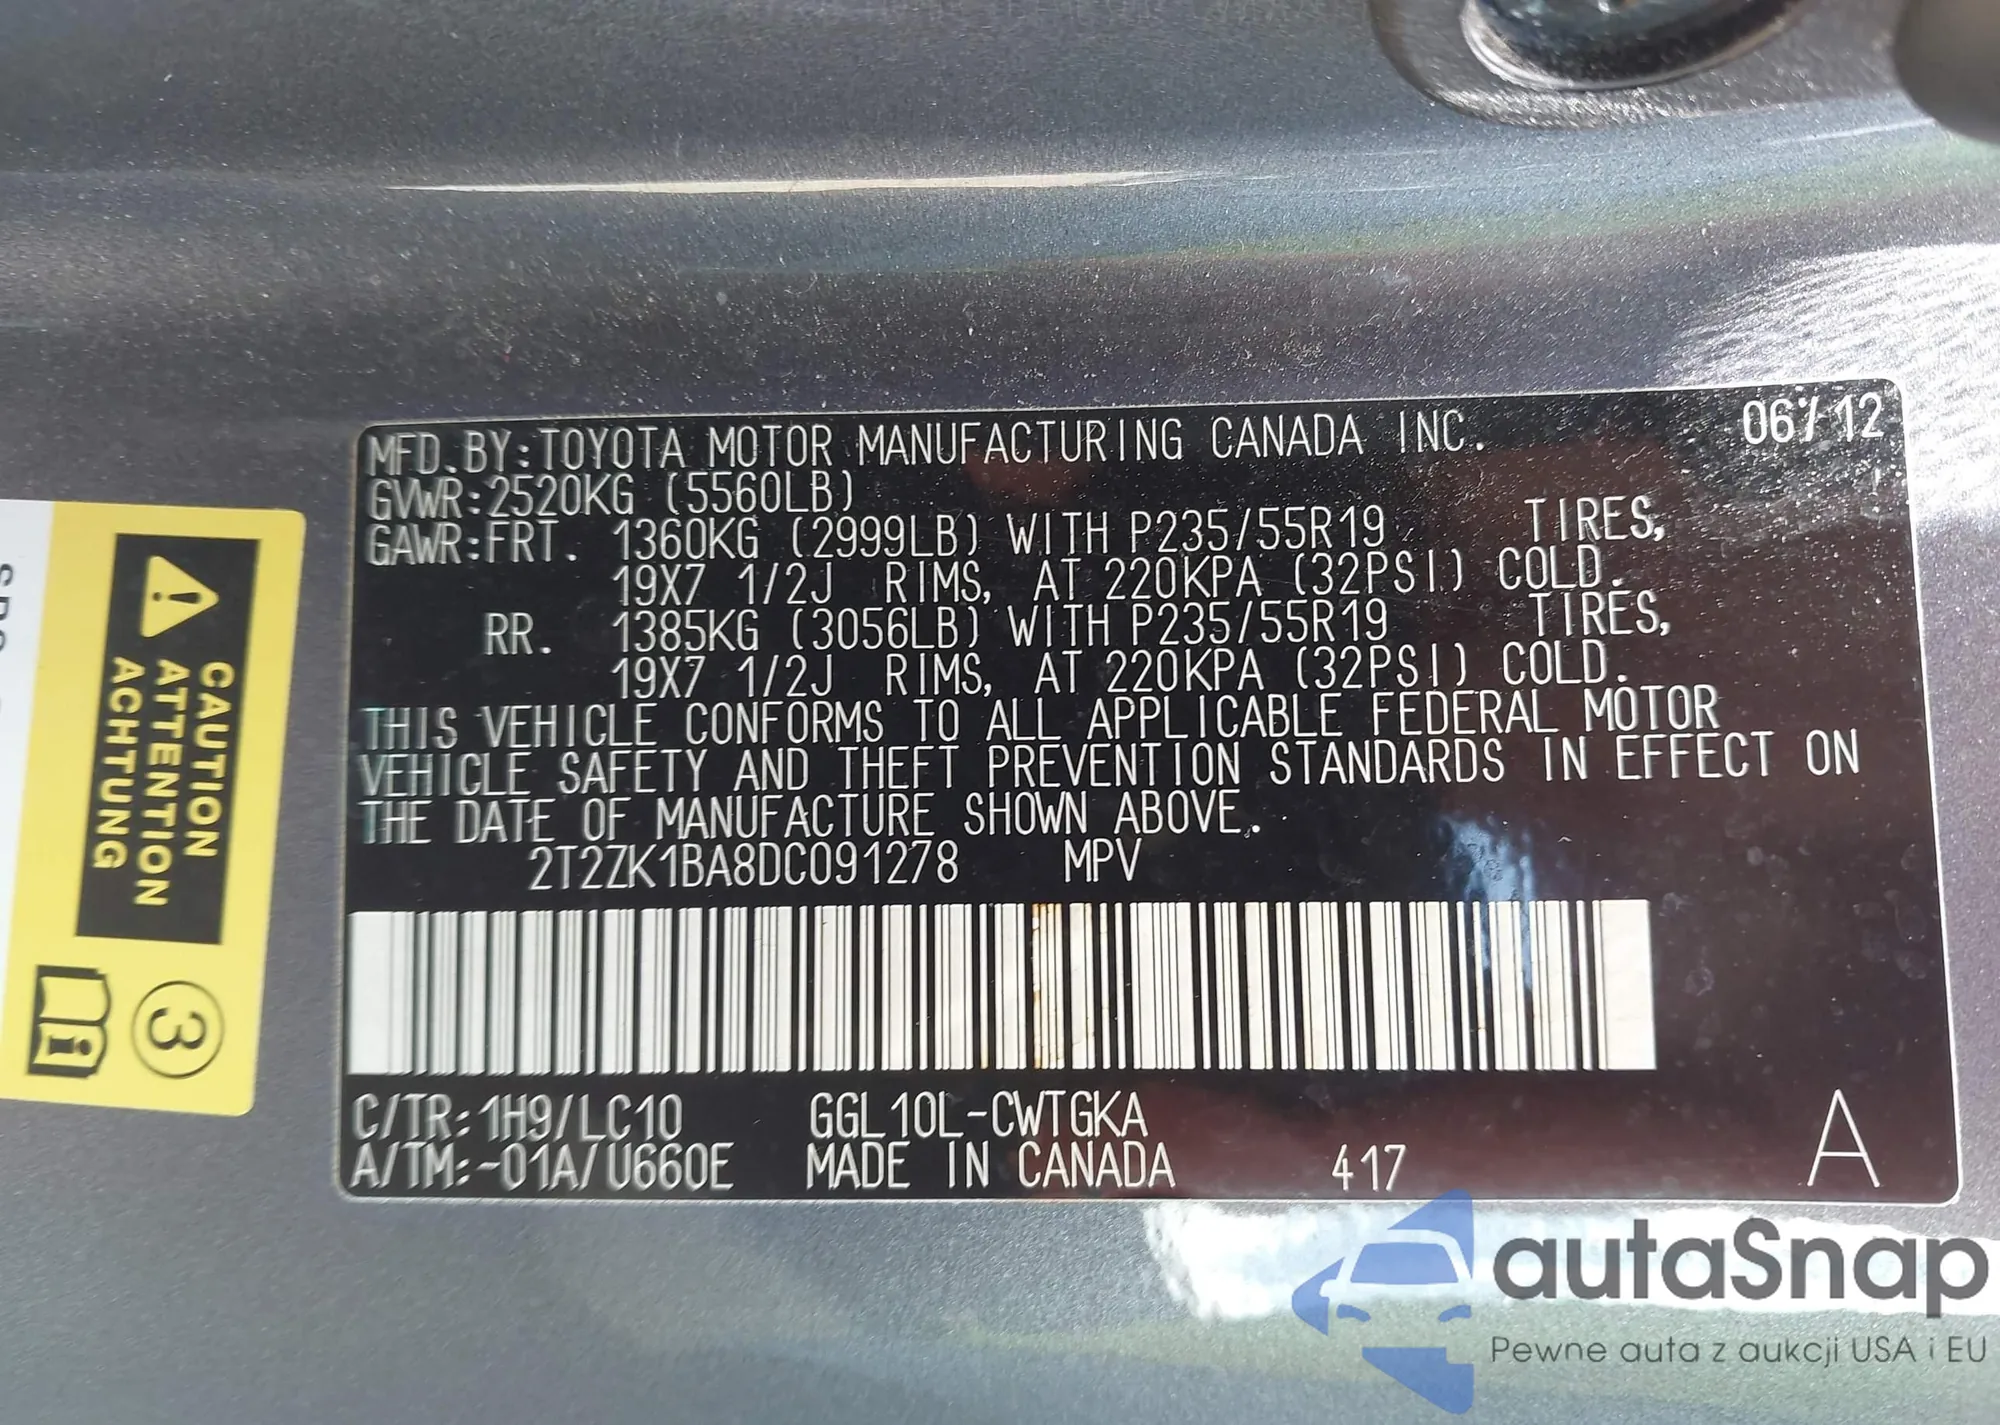 MFD.BY:TOYOTA MOTOR MANUFACTURING CANADA INC. 06/12
GVWR:2520KG (5560LB)
GAWR:FRT. 1360KG (2999LB) WITH P235/55R19 TIRES,
19X7 1/2J RIMS, AT 220KPA (32PSI) COLD.
RR. 1385KG (3056LB) WITH P235/55R19 TIRES,
19X7 1/2J RIMS, AT 220KPA (32PSI) COLD.
THIS VEHICLE CONFORMS TO ALL APPLICABLE FEDERAL MOTOR
VEHICLE SAFETY AND THEFT PREVENTION STANDARDS IN EFFECT ON
THE DATE OF MANUFACTURE SHOWN ABOVE.
2T2ZK1BA8DC091278 MPV
C/TR:1H9/LC10 GGL10L-CWTGKA
A/TM:-01A/U660E MADE IN CANADA 417 A
CAUTION
ATTENTION
ACHTUNG
3
autaSnap
Pewne auta z aukcji USA i EU